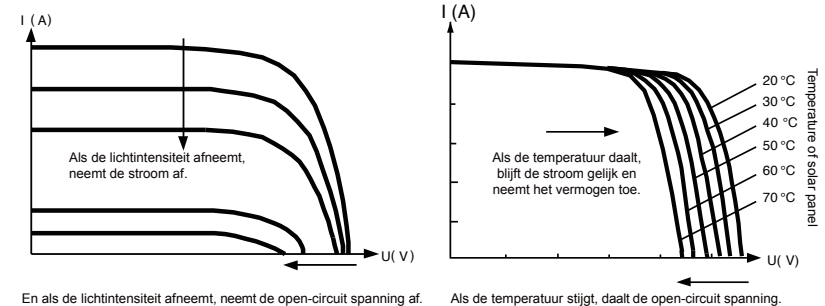 I (A)
Als de lichtintensiteit afneemt,
neemt de stroom af.
U( V)
En als de lichtintensiteit afneemt, neemt de open-circuit spanning af.
I (A)
20 °C
30 °C
40 °C
50 °C
60 °C
70 °C
Temperature of solar panel
Als de temperatuur daalt,
blijft de stroom gelijk en
neemt het vermogen toe.
U( V)
Als de temperatuur stijgt, daalt de open-circuit spanning.